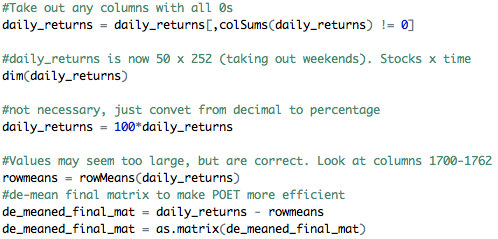 #Take out any columns with all 0s
daily_returns = daily_returns[,colSums(daily_returns) != 0]
#daily_returns is now 50 x 252 (taking out weekends). Stocks x time
dim(daily_returns)
#not necessary, just convet from decimal to percentage
daily_returns = 100*daily_returns
#Values may seem too large, but are correct. Look at columns 1700-1762
rowmeans = rowMeans(daily_returns)
#de-mean final matrix to make POET more efficient
de_meaned_final_mat = daily_returns - rowmeans
de_meaned_final_mat = as.matrix(de_meaned_final_mat)